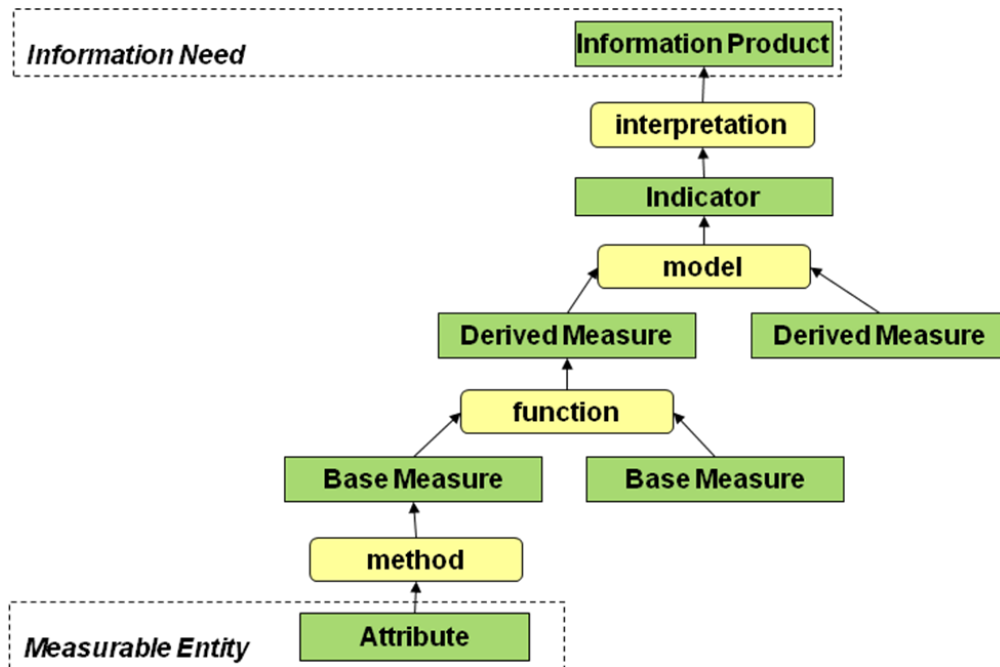 Information Need
Information Product
interpretation
Indicator
model
Derived Measure
Derived Measure
function
Base Measure
Base Measure
method
Attribute
Measurable Entity